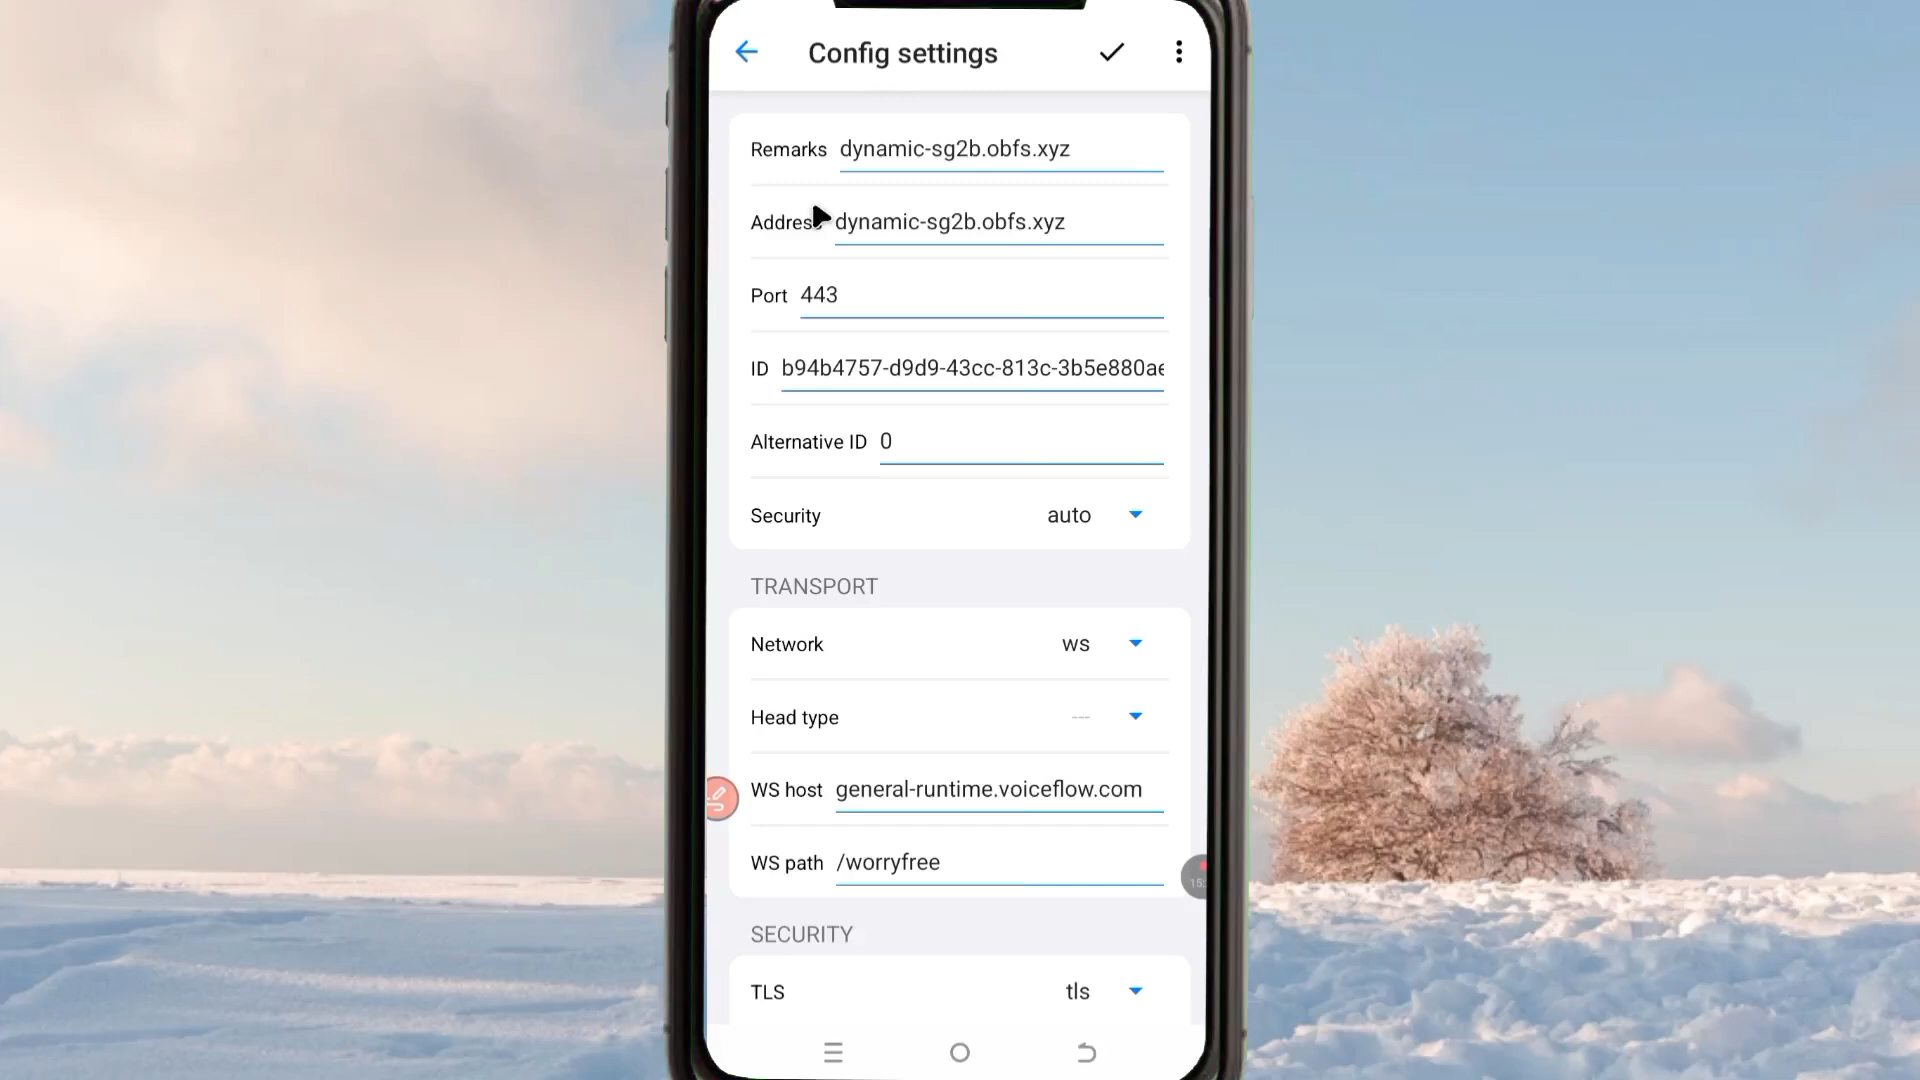 Config settings
Remarks dynamic-sg2b.obfs.xyz
Address dynamic-sg2b.obfs.xyz
Port 443
ID b94b4757-d9d9-43cc-813c-3b5e880ae
Alternative ID 0
Security auto
TRANSPORT
Network ws
Head type ---
WS host general-runtime.voiceflow.com
WS path /worryfree
SECURITY
TLS tls